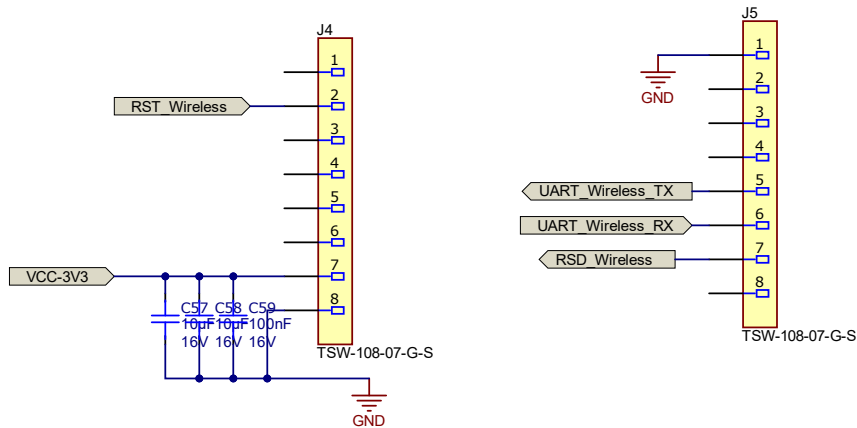 J4
1
RST_Wireless
2
3
4
5
6
VCC-3V3
7
8
C57 C58 C59
10uF 10uF 100nF
16V 16V 16V
TSW-108-07-G-S
GND
J5
1
GND
2
3
4
UART_Wireless_TX
5
UART_Wireless_RX
6
RSD_Wireless
7
8
TSW-108-07-G-S